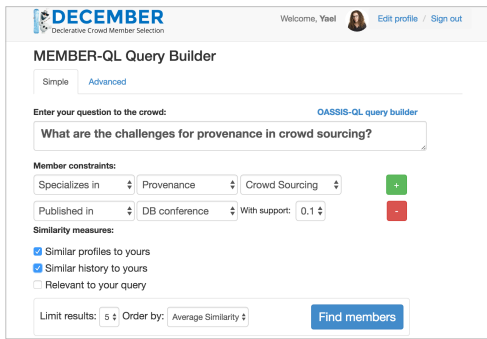 DECEMBER
Declerative Crowd Member Selection
Welcome, Yael
Edit profile / Sign out
MEMBER-QL Query Builder
Simple
Advanced
Enter your question to the crowd:
OASSIS-QL query builder
What are the challenges for provenance in crowd sourcing?
Member constraints:
Specializes in
Provenance
Crowd Sourcing
+
Published in
DB conference
With support:
0.1
-
Similarity measures:
Similar profiles to yours
Similar history to yours
Relevant to your query
Limit results: 5 Order by: Average Similarity
Find members